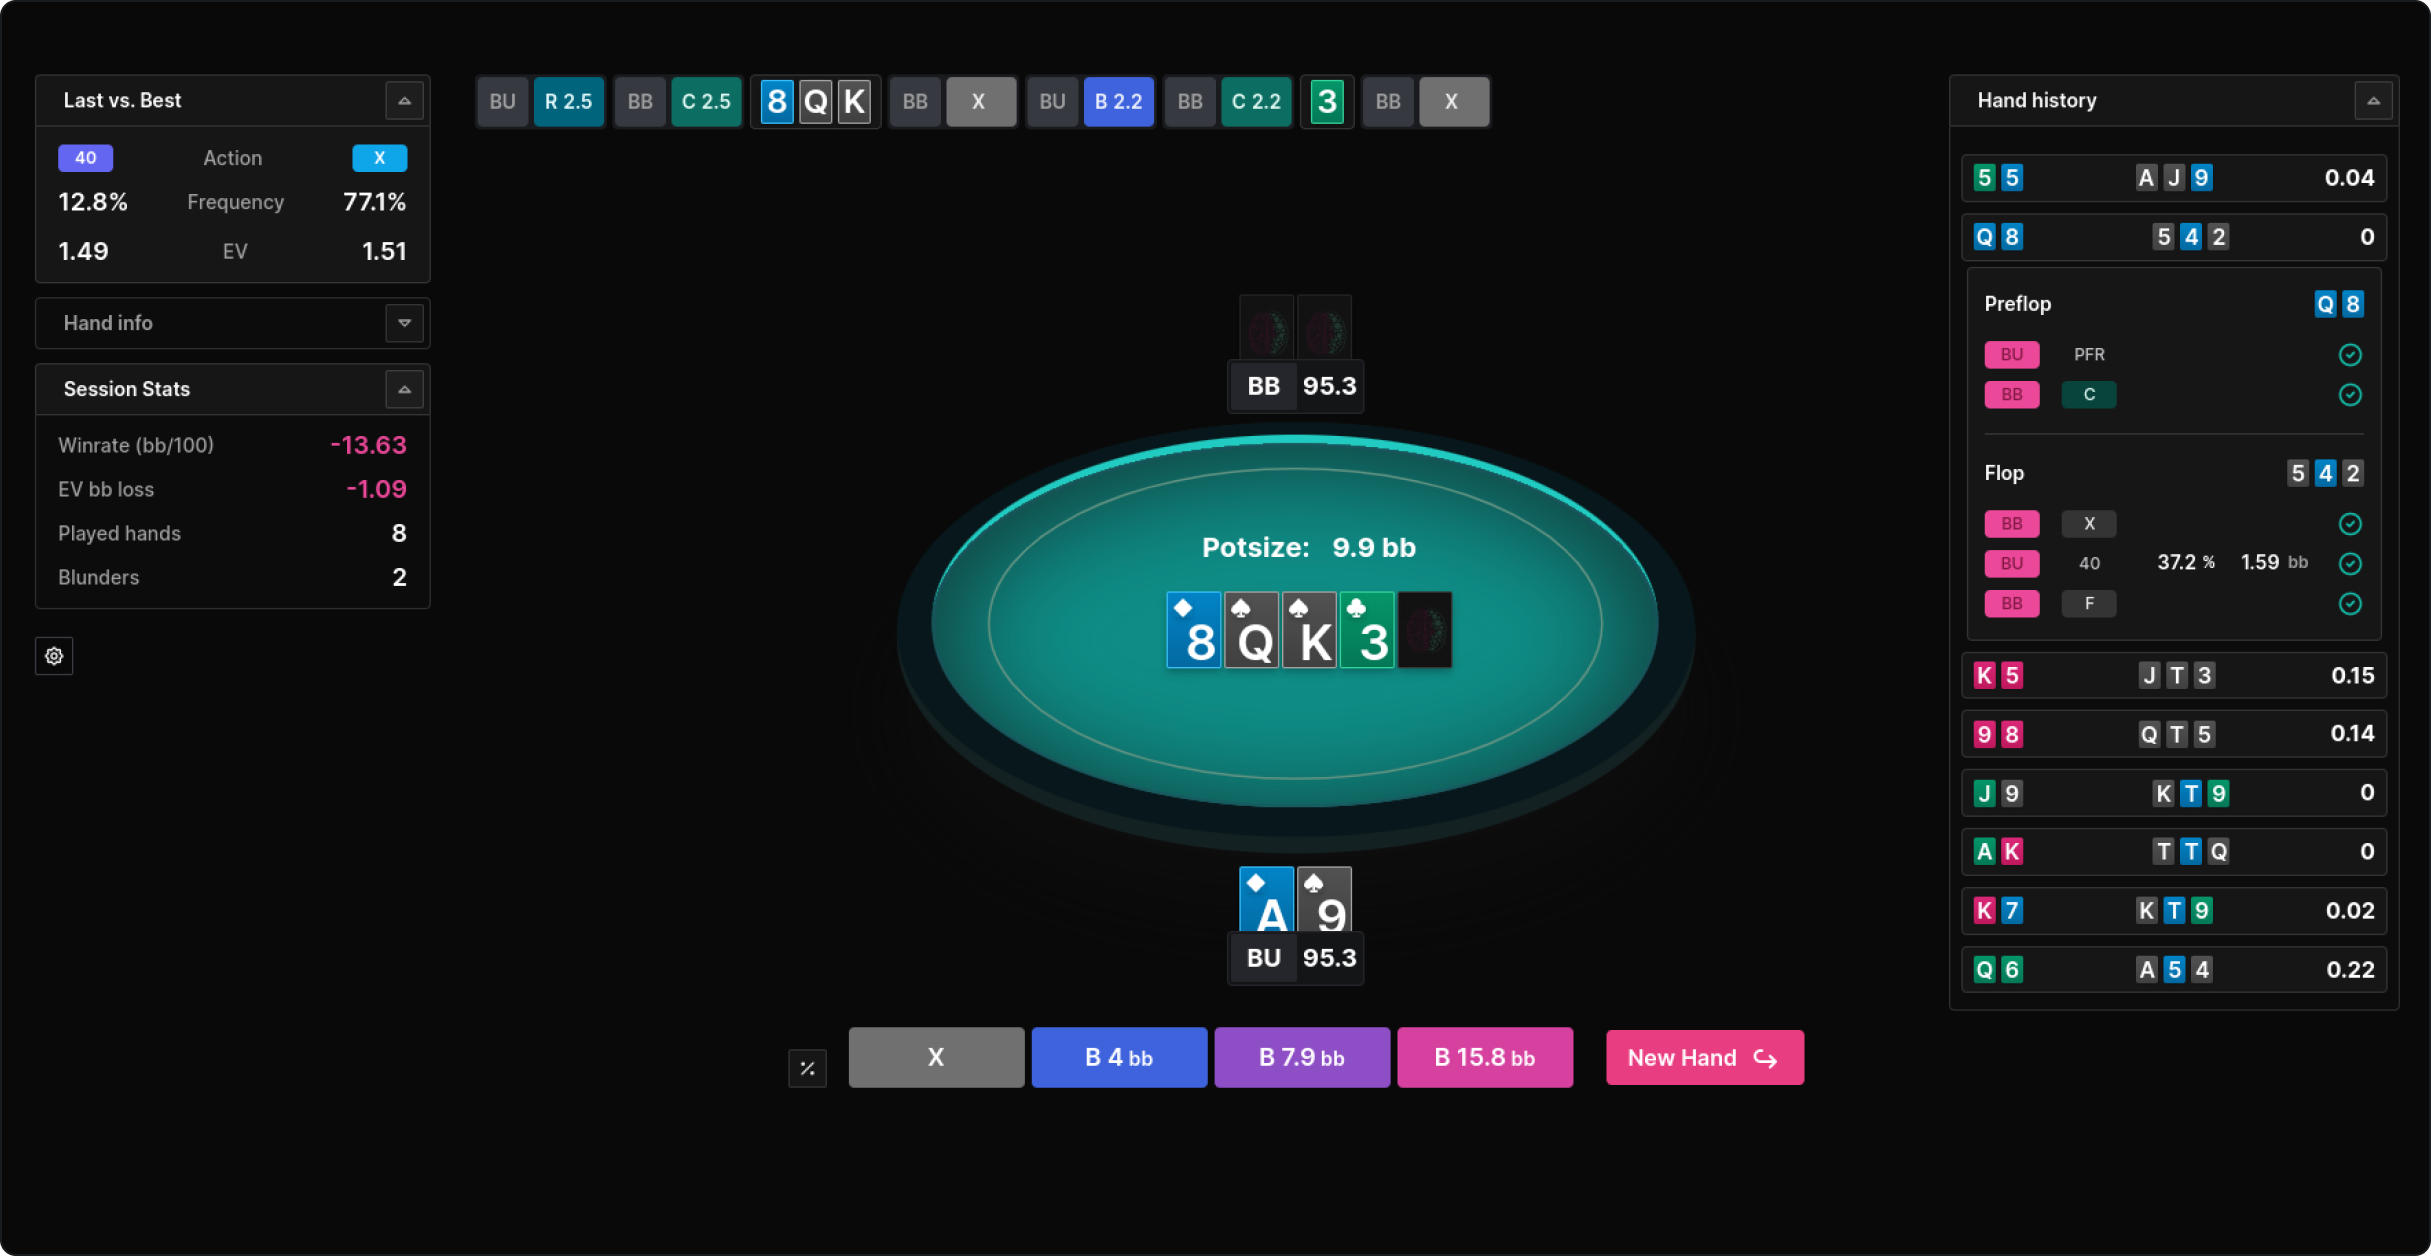 Last vs. Best
40 Action X
12.8% Frequency 77.1%
1.49 EV 1.51
Hand info
Session Stats
Winrate (bb/100) -13.63
EV bb loss -1.09
Played hands 8
Blunders 2
BU R 2.5 BB C 2.5 8 Q K BB X BU B 2.2 BB C 2.2 3 BB X
BB 95.3
Potsize: 9.9 bb
8 Q K 3
A 9
BU 95.3
X B 4 bb B 7.9 bb B 15.8 bb New Hand
Hand history
5 5 A J 9 0.04
Q 8 5 4 2 0
Preflop Q 8
BU PFR
BB C
Flop 5 4 2
BB X
BU 40 37.2 % 1.59 bb
BB F
K 5 J T 3 0.15
9 8 Q T 5 0.14
J 9 K T 9 0
A K T T Q 0
K 7 K T 9 0.02
Q 6 A 5 4 0.22